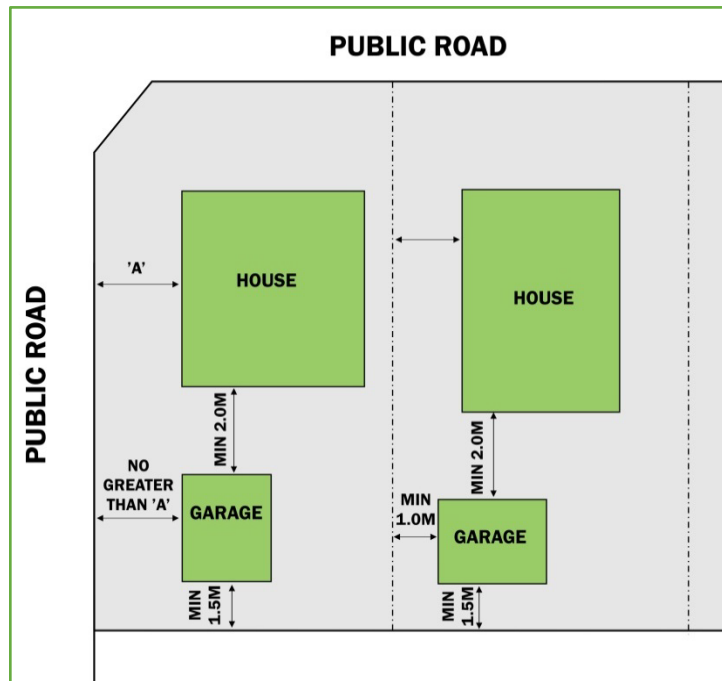 PUBLIC ROAD
PUBLIC ROAD
'A'
HOUSE
HOUSE
MIN 2.0M
MIN 2.0M
NO
GREATER
THAN 'A'
GARAGE
MIN
1.0M
GARAGE
MIN
1.5M
MIN
1.5M